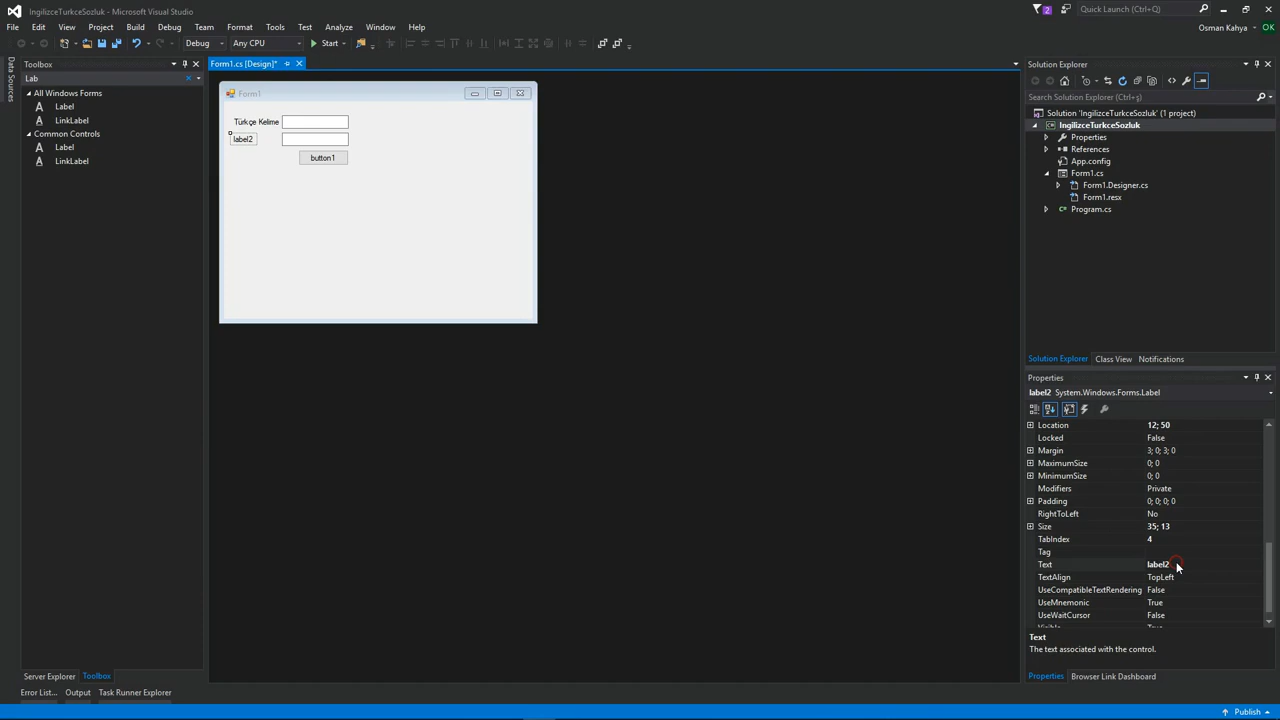 IngilizceTurkceSozluk - Microsoft Visual Studio
2
Quick Launch (Ctrl+Q)
File Edit View Project Build Debug Team Format Tools Test Analyze Window Help
Osman Kahya OK
Debug Any CPU Start
Data Sources
Toolbox
Lab
All Windows Forms
A Label
A LinkLabel
Common Controls
A Label
A LinkLabel
Form1.cs [Design]*
Form1
Türkçe Kelime
label2
button1
Solution Explorer
Search Solution Explorer (Ctrl+ş)
Solution 'IngilizceTurkceSozluk' (1 project)
IngilizceTurkceSozluk
Properties
References
App.config
Form1.cs
Form1.Designer.cs
Form1.resx
C# Program.cs
Solution Explorer Class View Notifications
Properties
label2 System.Windows.Forms.Label
Location 12; 50
Locked False
Margin 3; 0; 3; 0
MaximumSize 0; 0
MinimumSize 0; 0
Modifiers Private
Padding 0; 0; 0; 0
RightToLeft No
Size 35; 13
TabIndex 4
Tag
Text label2
TextAlign TopLeft
UseCompatibleTextRendering False
UseMnemonic True
UseWaitCursor False
Visible True
Text
The text associated with the control.
Properties Browser Link Dashboard
Server Explorer Toolbox
Error List... Output Task Runner Explorer
Publish